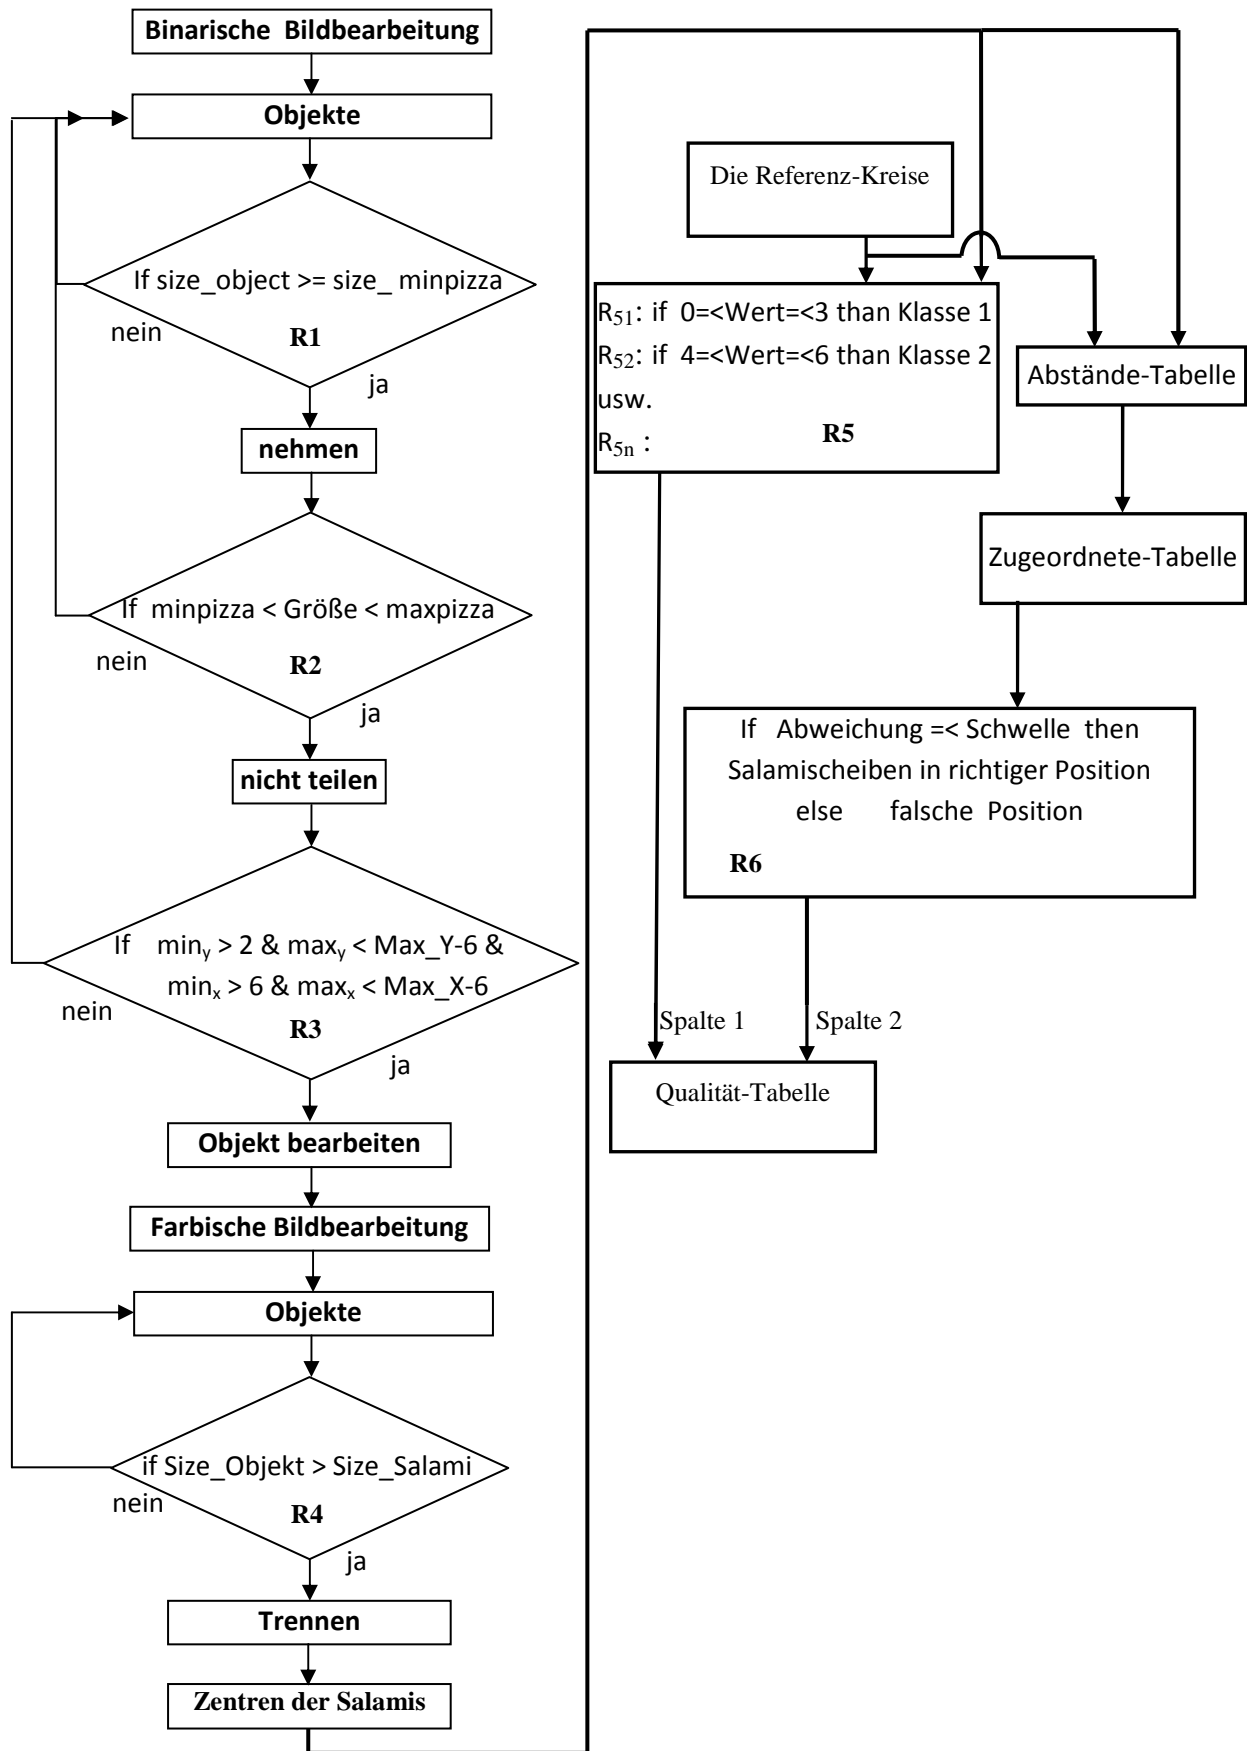 Binarische Bildbearbeitung
Objekte
If size_object >= size_ minpizza
nein
R1
ja
nehmen
If minpizza < Größe < maxpizza
nein
R2
ja
nicht teilen
If min_y > 2 & max_y < Max_Y-6 &
min_x > 6 & max_x < Max_X-6
nein
R3
ja
Objekt bearbeiten
Farbische Bildbearbeitung
Objekte
if Size_Objekt > Size_Salami
nein
R4
ja
Trennen
Zentren der Salamis
Die Referenz-Kreise
R51: if 0=<Wert=<3 than Klasse 1
R52: if 4=<Wert=<6 than Klasse 2
usw.
R5n :
R5
Abstände-Tabelle
Zugeordnete-Tabelle
If Abweichung =< Schwelle then
Salamischeiben in richtiger Position
else falsche Position
R6
Spalte 1
Spalte 2
Qualität-Tabelle